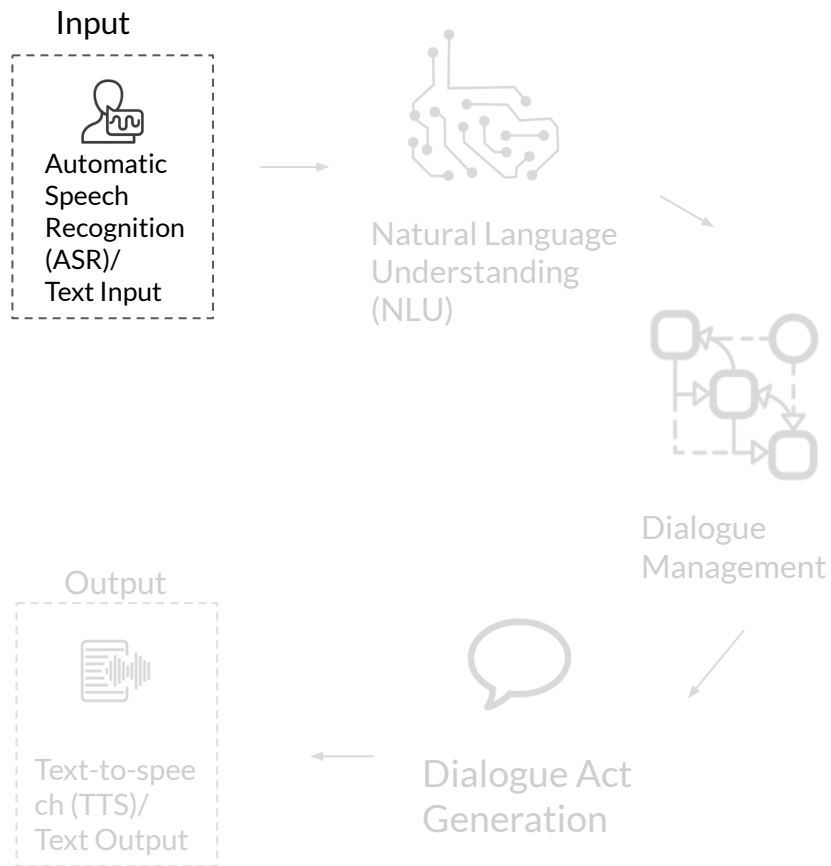 Input
Automatic
Speech
Recognition
(ASR)/
Text Input
Natural Language
Understanding
(NLU)
Dialogue
Management
Dialogue Act
Generation
Output
Text-to-spee
ch (TTS)/
Text Output